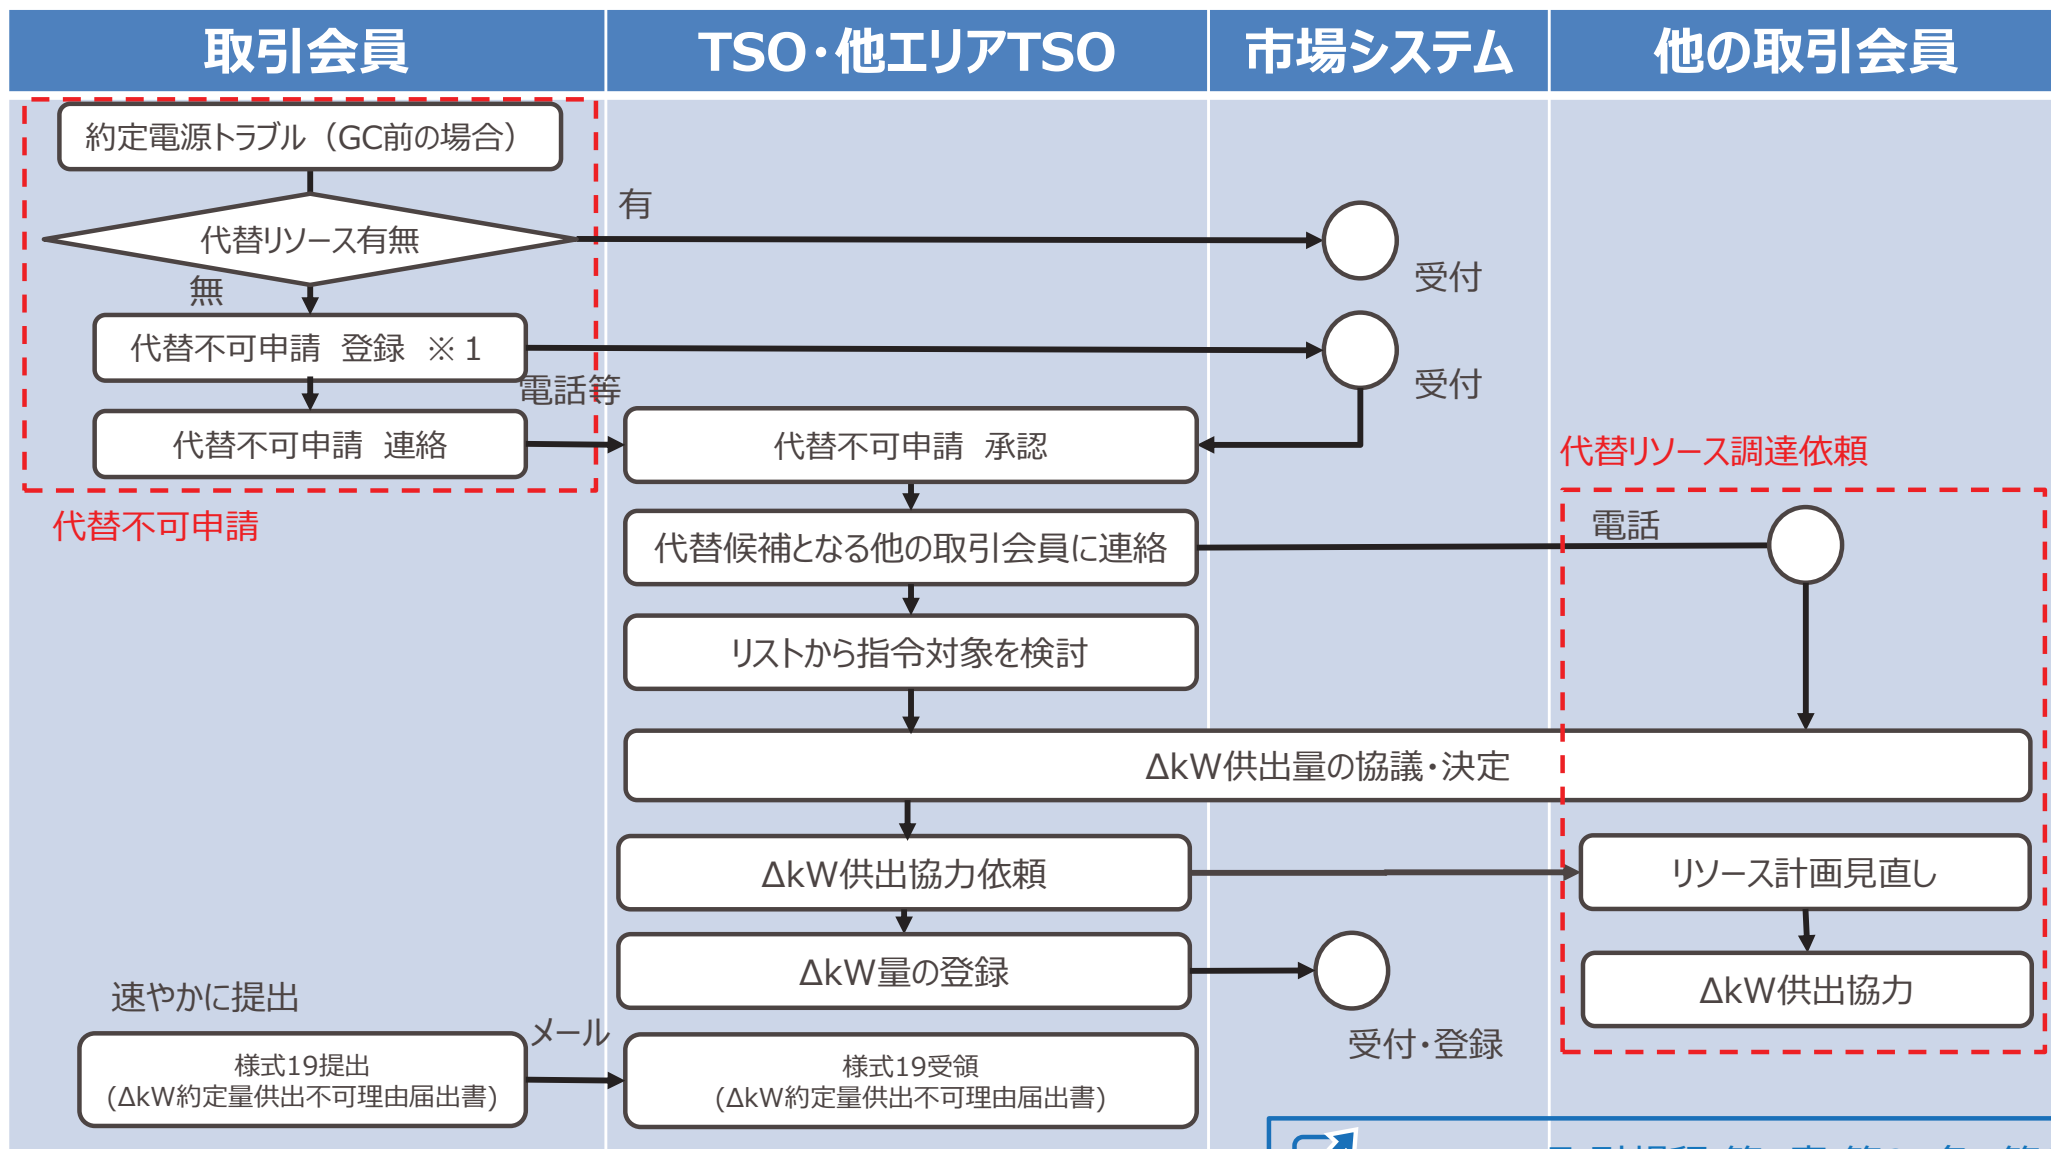 取引会員
TSO・他エリアTSO
市場システム
他の取引会員
約定電源トラブル（GC前の場合）
代替リソース有無
有
受付
無
代替不可申請　登録　※１
受付
電話等
代替不可申請　連絡
代替不可申請　承認
代替不可申請
代替リソース調達依頼
電話
代替候補となる他の取引会員に連絡
リストから指令対象を検討
ΔkW供出量の協議・決定
ΔkW供出協力依頼
リソース計画見直し
ΔkW量の登録
受付・登録
ΔkW供出協力
速やかに提出
メール
様式19提出
(ΔkW約定量供出不可理由届出書)
様式19受領
(ΔkW約定量供出不可理由届出書)